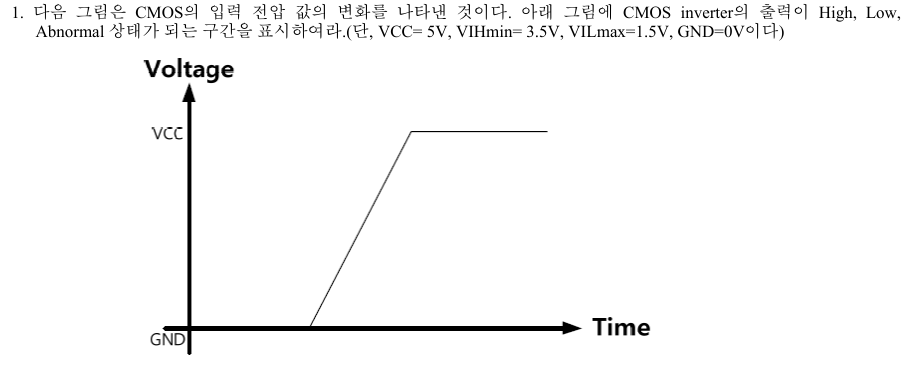 1. 다음 그림은 CMOS의 입력 전압 값의 변화를 나타낸 것이다. 아래 그림에 CMOS inverter의 출력이 High, Low,
Abnormal 상태가 되는 구간을 표시하여라.(단, VCC= 5V, VIHmin= 3.5V, VILmax=1.5V, GND=0V이다)
Voltage
VCC
Time
GND